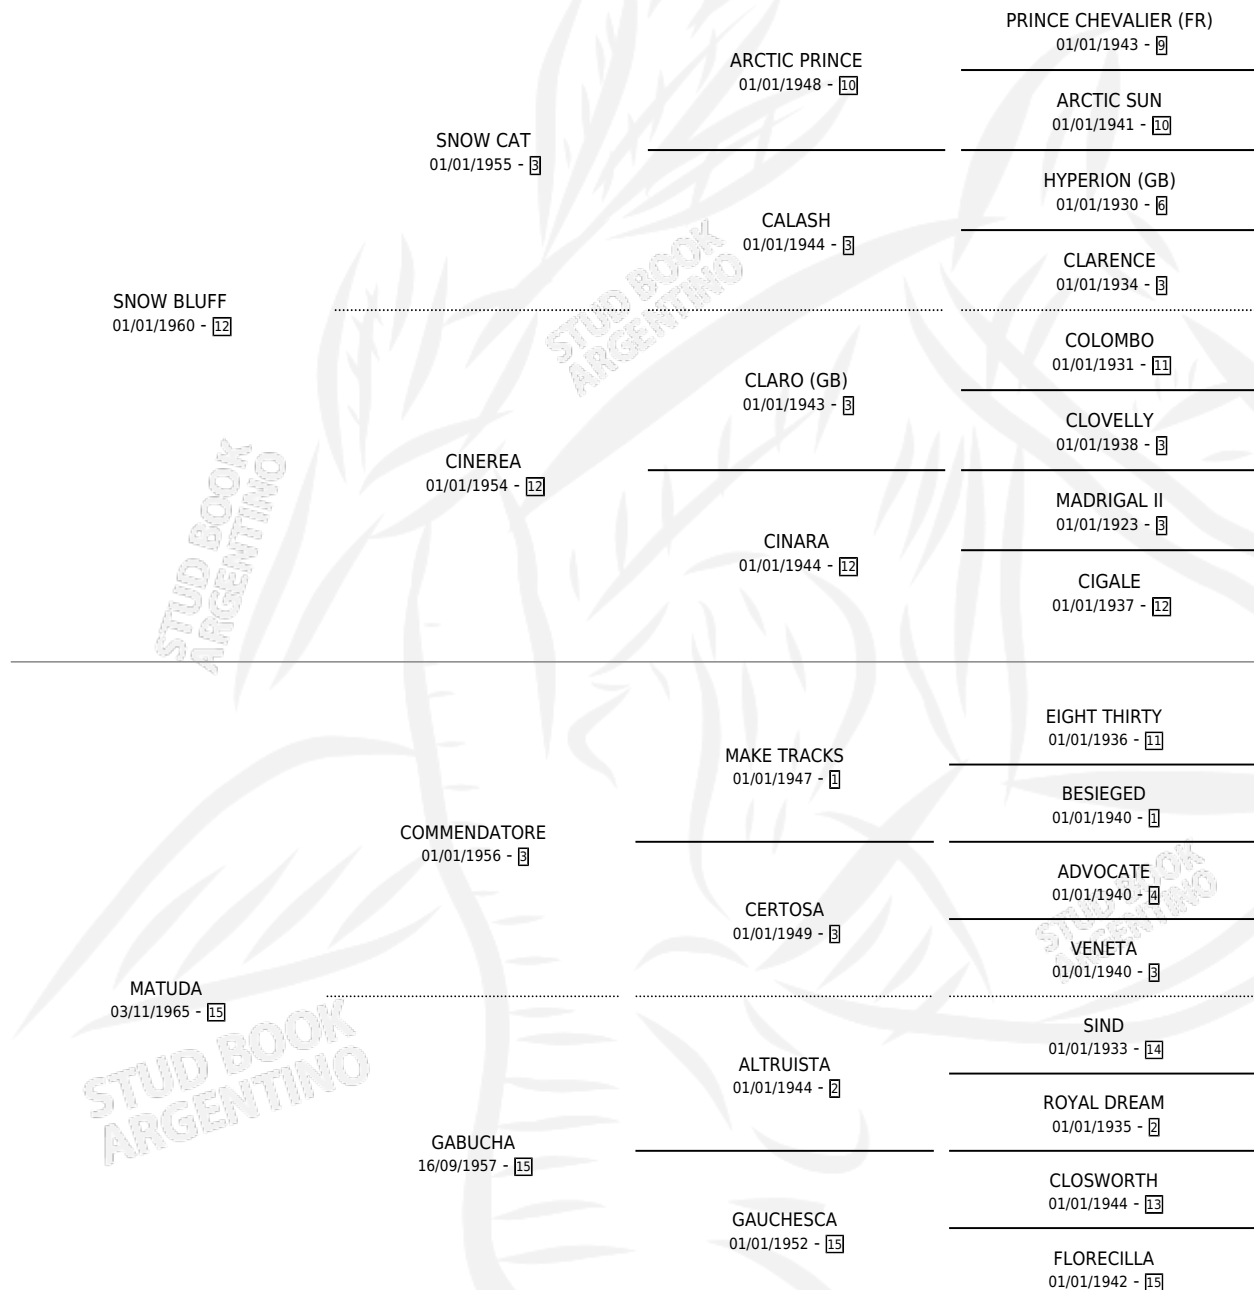 PRINCE CHEVALIER (FR)
01/01/1943 - 9
ARCTIC PRINCE
01/01/1948 - 10
ARCTIC SUN
01/01/1941 - 10
SNOW CAT
01/01/1955 - 3
HYPERION (GB)
01/01/1930 - 6
CALASH
01/01/1944 - 3
CLARENCE
01/01/1934 - 3
SNOW BLUFF
01/01/1960 - 12
COLOMBO
01/01/1931 - 11
CLARO (GB)
01/01/1943 - 3
CLOVELLY
01/01/1938 - 3
CINEREA
01/01/1954 - 12
MADRIGAL II
01/01/1923 - 3
CINARA
01/01/1944 - 12
CIGALE
01/01/1937 - 12
EIGHT THIRTY
01/01/1936 - 11
MAKE TRACKS
01/01/1947 - 1
BESIEGED
01/01/1940 - 1
COMMENDATORE
01/01/1956 - 3
ADVOCATE
01/01/1940 - 4
CERTOSA
01/01/1949 - 3
VENETA
01/01/1940 - 3
MATUDA
03/11/1965 - 15
SIND
01/01/1933 - 14
ALTRUISTA
01/01/1944 - 2
ROYAL DREAM
01/01/1935 - 2
GABUCHA
16/09/1957 - 15
CLOSWORTH
01/01/1944 - 13
GAUCHESCA
01/01/1952 - 15
FLORECILLA
01/01/1942 - 15
STUD BOOK
ARGENTINO
STUD BOOK
ARGENTINO
STUD BOOK
ARGENTINO
STUD BOOK
ARGENTINO